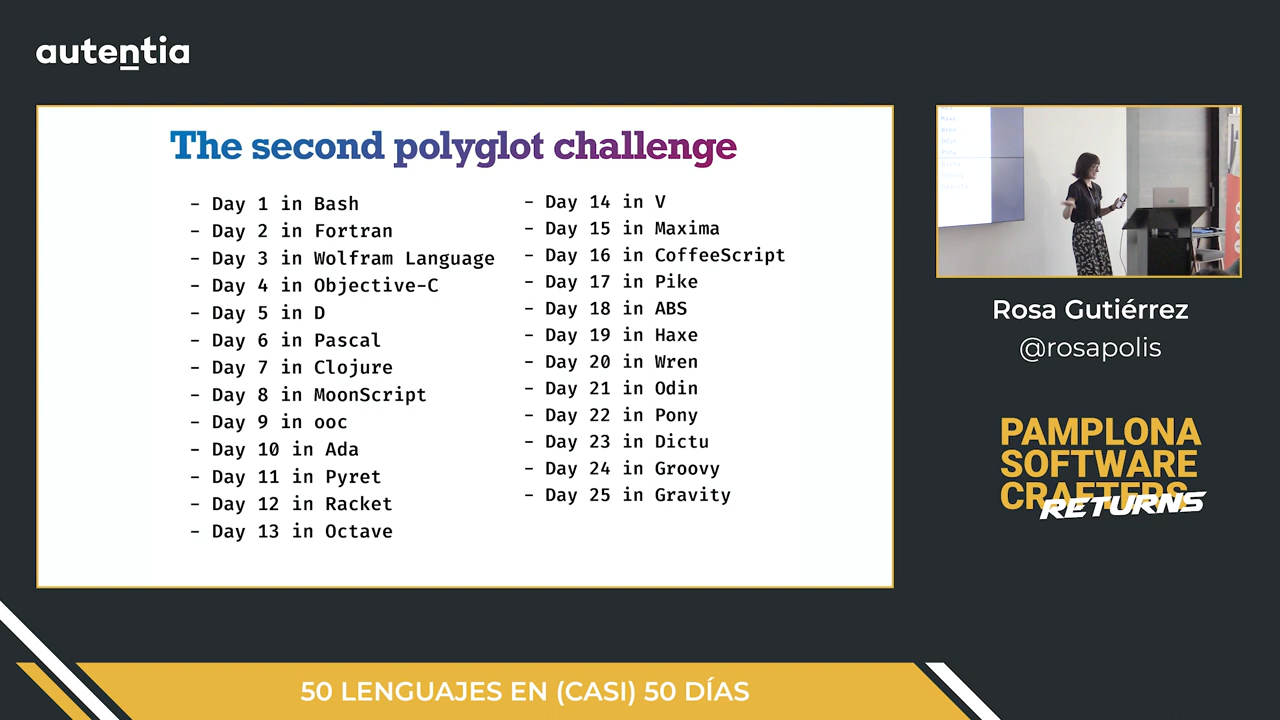 autentia
The second polyglot challenge
- Day 1 in Bash
- Day 2 in Fortran
- Day 3 in Wolfram Language
- Day 4 in Objective-C
- Day 5 in D
- Day 6 in Pascal
- Day 7 in Clojure
- Day 8 in MoonScript
- Day 9 in ooc
- Day 10 in Ada
- Day 11 in Pyret
- Day 12 in Racket
- Day 13 in Octave
- Day 14 in V
- Day 15 in Maxima
- Day 16 in CoffeeScript
- Day 17 in Pike
- Day 18 in ABS
- Day 19 in Haxe
- Day 20 in Wren
- Day 21 in Odin
- Day 22 in Pony
- Day 23 in Dictu
- Day 24 in Groovy
- Day 25 in Gravity
Rosa Gutiérrez
@rosapolis
PAMPLONA
SOFTWARE
CRAFTERS
RETURNS
50 LENGUAJES EN (CASI) 50 DÍAS